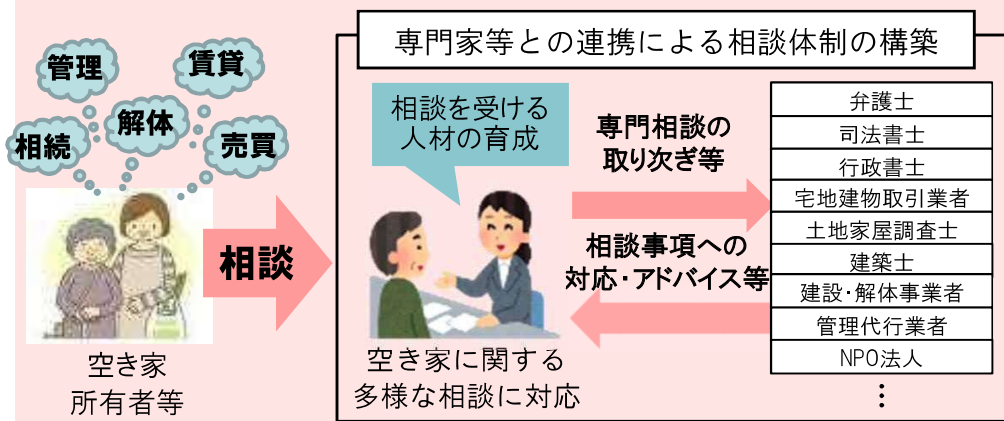 専門家等との連携による相談体制の構築
管理
賃貸
解体
相続
売買
相談
空き家
所有者等
相談を受ける
人材の育成
空き家に関する
多様な相談に対応
専門相談の
取り次ぎ等
相談事項への
対応・アドバイス等
弁護士
司法書士
行政書士
宅地建物取引業者
土地家屋調査士
建築士
建設・解体事業者
管理代行業者
NPO法人
⋮